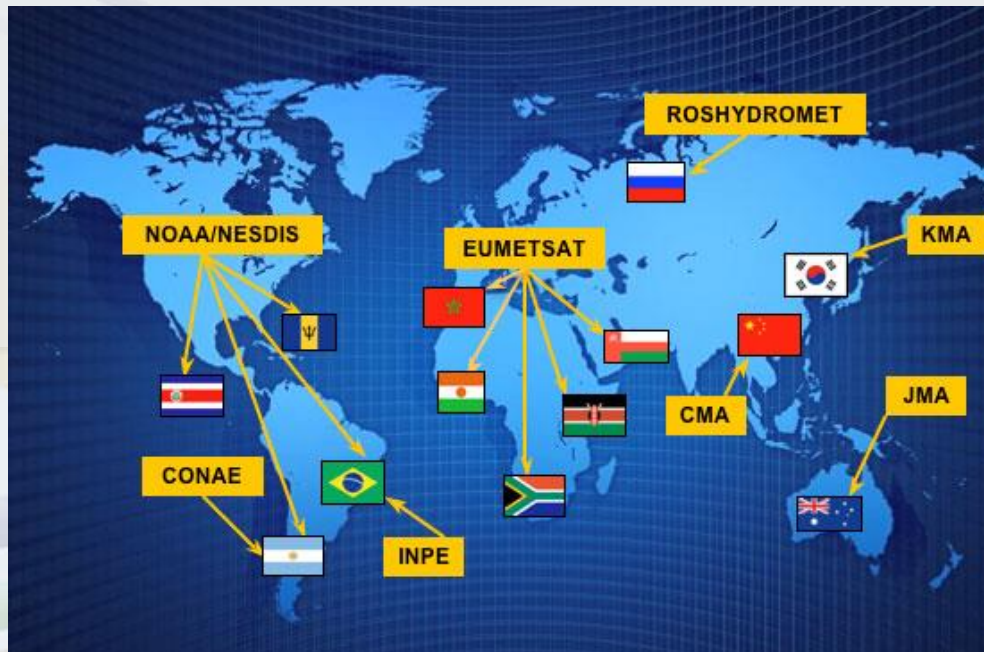 ROSHYDROMET
NOAA/NESDIS
EUMETSAT
KMA
CMA
JMA
CONAE
INPE